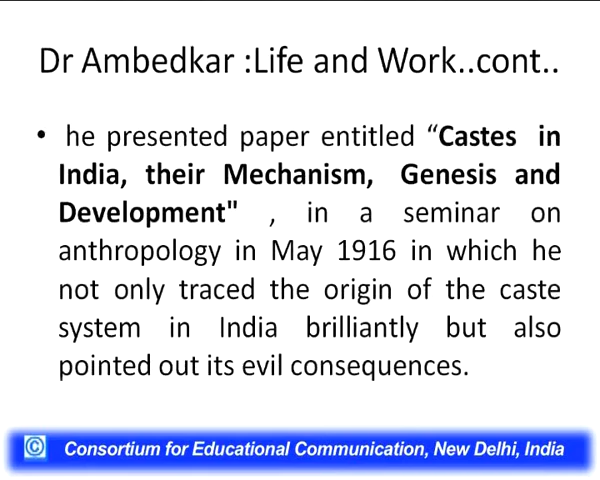 Dr Ambedkar :Life and Work..cont..
• he presented paper entitled “Castes in
India, their Mechanism, Genesis and
Development" , in a seminar on
anthropology in May 1916 in which he
not only traced the origin of the caste
system in India brilliantly but also
pointed out its evil consequences.
© Consortium for Educational Communication, New Delhi, India